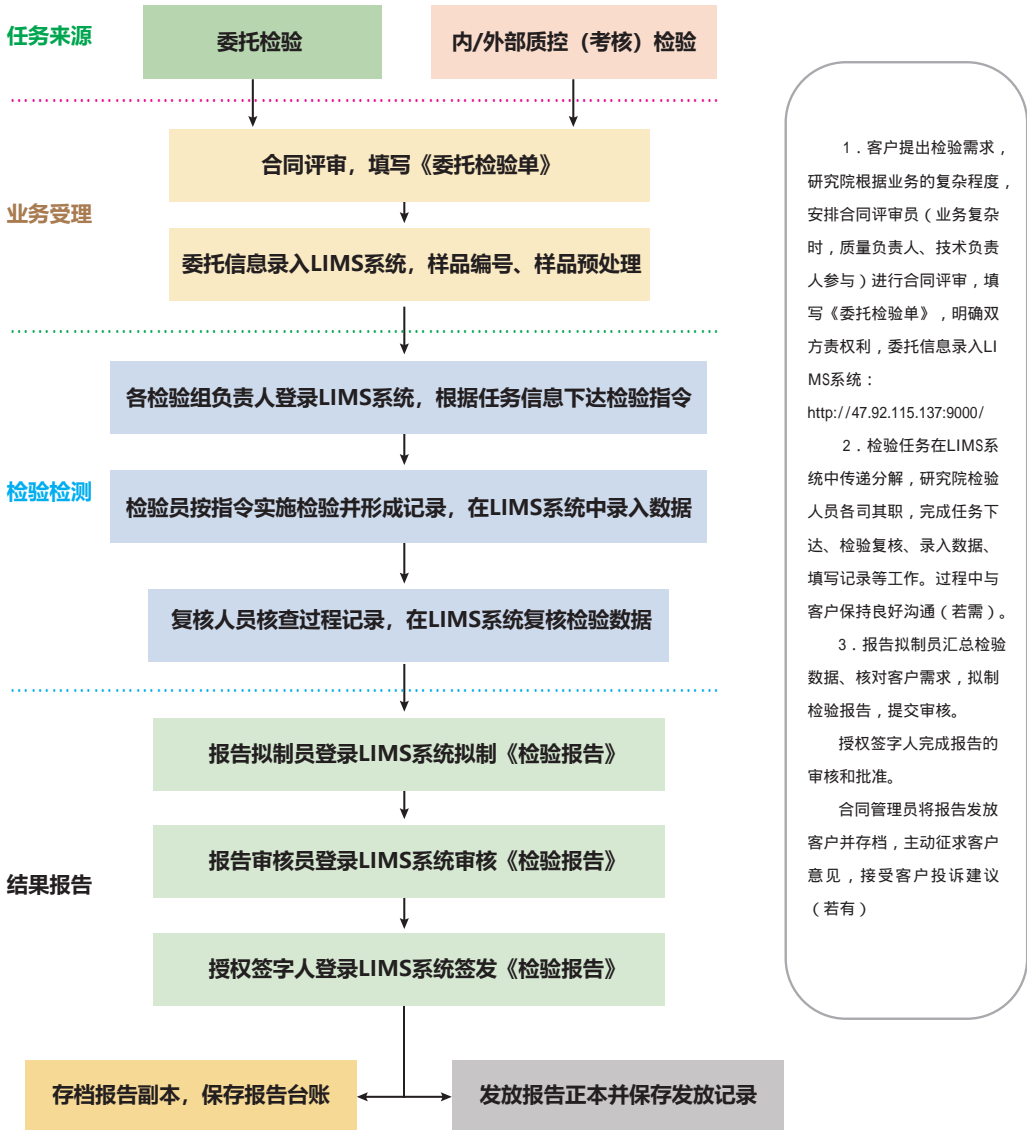 任务来源
委托检验
内/外部质控（考核）检验
合同评审，填写《委托检验单》
业务受理
委托信息录入LIMS系统，样品编号、样品预处理
各检验组负责人登录LIMS系统，根据任务信息下达检验指令
检验检测
检验员按指令实施检验并形成记录，在LIMS系统中录入数据
复核人员核查过程记录，在LIMS系统复核检验数据
报告拟制员登录LIMS系统拟制《检验报告》
报告审核员登录LIMS系统审核《检验报告》
结果报告
授权签字人登录LIMS系统签发《检验报告》
存档报告副本，保存报告台账
发放报告正本并保存发放记录
1．客户提出检验需求，
研究院根据业务的复杂程度，
安排合同评审员（业务复杂
时，质量负责人、技术负责
人参与）进行合同评审，填
写《委托检验单》，明确双
方责权利，委托信息录入LI
MS系统：
http://47.92.115.137:9000/
2．检验任务在LIMS系
统中传递分解，研究院检验
人员各司其职，完成任务下
达、检验复核、录入数据、
填写记录等工作。过程中与
客户保持良好沟通（若需）。
3．报告拟制员汇总检验
数据、核对客户需求，拟制
检验报告，提交审核。
授权签字人完成报告的
审核和批准。
合同管理员将报告发放
客户并存档，主动征求客户
意见，接受客户投诉建议
（若有）